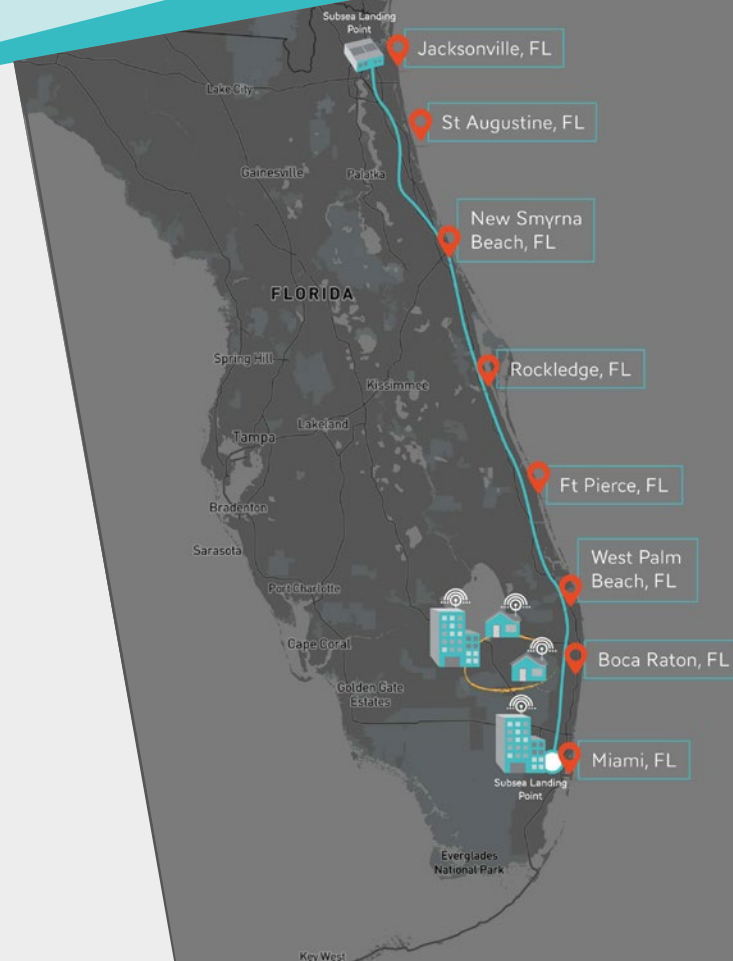 Subsea Landing
Point
Jacksonville, FL
Lake City
St Augustine, FL
Gainesville
Palatka
New Smyrna
Beach, FL
FLORIDA
Spring Hill
Rockledge, FL
Kissimmee
Lakeland
Tampa
Ft Pierce, FL
Bradenton
Sarasota
West Palm
Beach, FL
Port Charlotte
Cape Coral
Boca Raton, FL
Golden Gate
Estates
Miami, FL
Subsea Landing
Point
Everglades
National Park
Key West